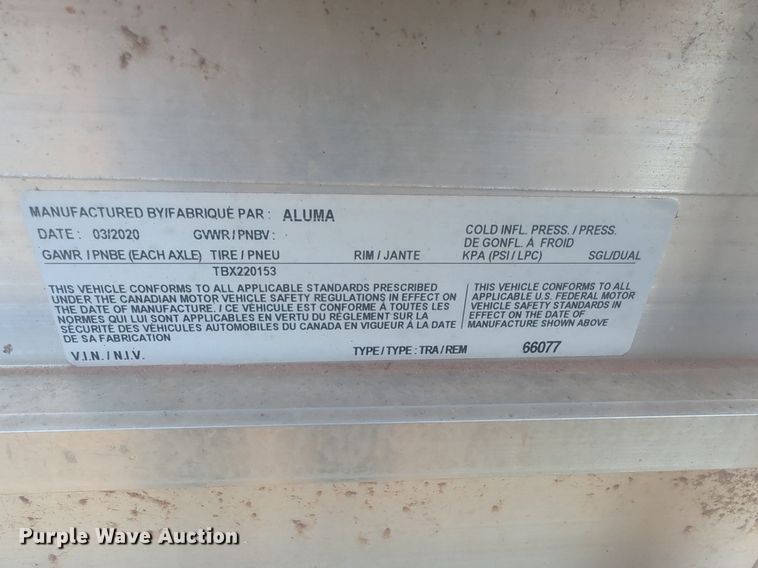 MANUFACTURED BY/FABRIQUÉ PAR : ALUMA
DATE : 03/2020 GVWR / PNBV : COLD INFL. PRESS. / PRESS. DE GONFL. À FROID
GAWR / PNBE (EACH AXLE) TIRE / PNEU RIM / JANTE KPA (PSI / LPC) SGL/DUAL
TBX220153
THIS VEHICLE CONFORMS TO ALL APPLICABLE STANDARDS PRESCRIBED
UNDER THE CANADIAN MOTOR VEHICLE SAFETY REGULATIONS IN EFFECT ON
THE DATE OF MANUFACTURE. / CE VÉHICULE EST CONFORME À TOUTES LES
NORMES QUI LUI SONT APPLICABLES EN VERTU DU RÉGLEMENT SUR LA
SÉCURITÉ DES VÉHICULES AUTOMOBILES DU CANADA EN VIGUEUR À LA DATE
DE SA FABRICATION
THIS VEHICLE CONFORMS TO ALL
APPLICABLE U.S. FEDERAL MOTOR
VEHICLE SAFETY STANDARDS IN
EFFECT ON THE DATE OF
MANUFACTURE SHOWN ABOVE
V.I.N. / N.I.V. TYPE / TYPE : TRA / REM 66077
Purple Wave Auction